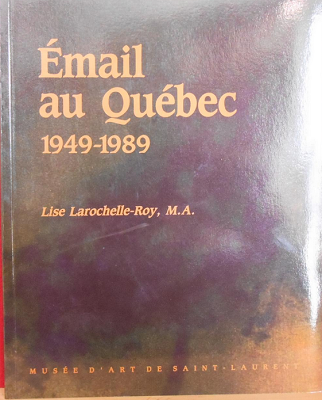 Émail
au Québec
1949-1989
Lise Larochelle-Roy, M.A.
MUSÉE D'ART DE SAINT-LAURENT